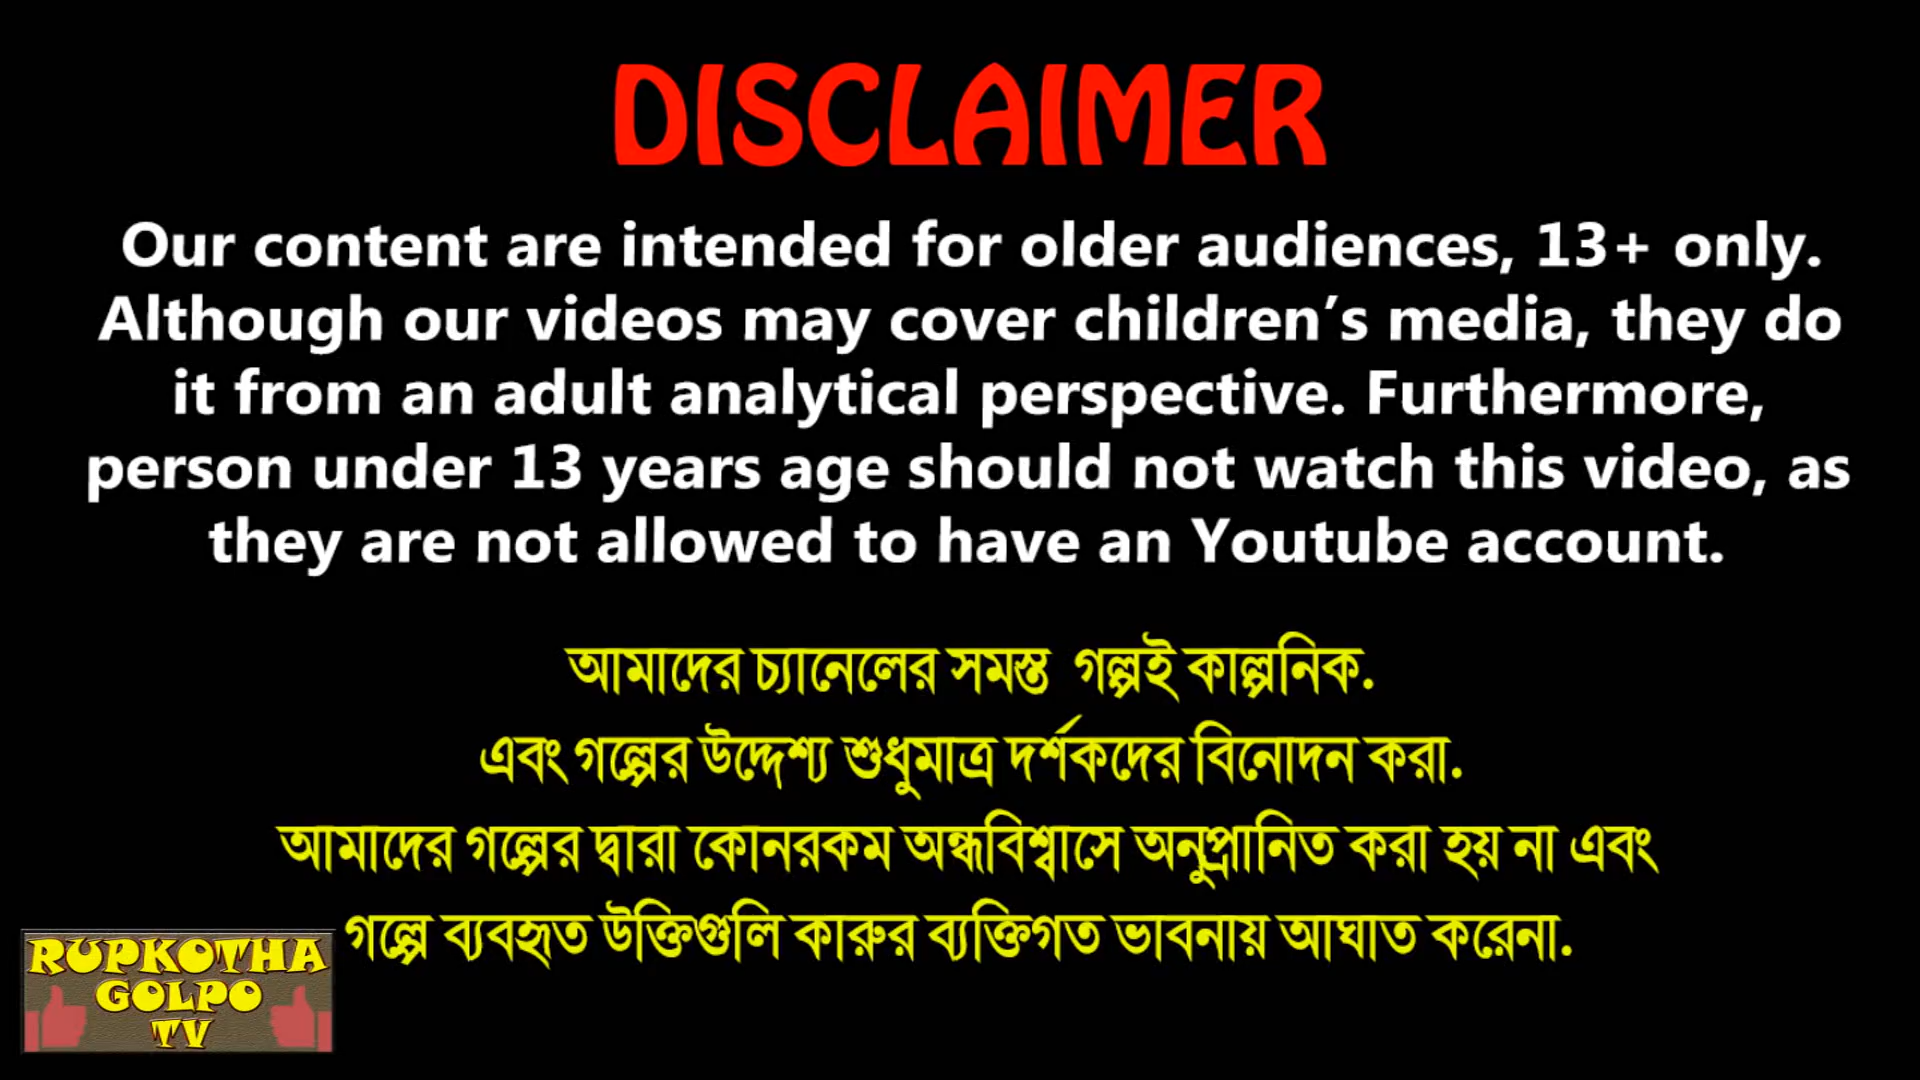 DISCLAIMER
Our content are intended for older audiences, 13+ only.
Although our videos may cover children’s media, they do
it from an adult analytical perspective. Furthermore,
person under 13 years age should not watch this video, as
they are not allowed to have an Youtube account.
আমাদের চ্যানেলের সমস্ত গল্পই কাল্পনিক.
এবং গল্পের উদ্দেশ্য শুধুমাত্র দর্শকদের বিনোদন করা.
আমাদের গল্পের দ্বারা কোনরকম অন্ধবিশ্বাসে অনুপ্রানিত করা হয় না এবং
গল্পে ব্যবহৃত উক্তিগুলি কারুর ব্যক্তিগত ভাবনায় আঘাত করেনা.
RUPKOTHA
GOLPO
TV